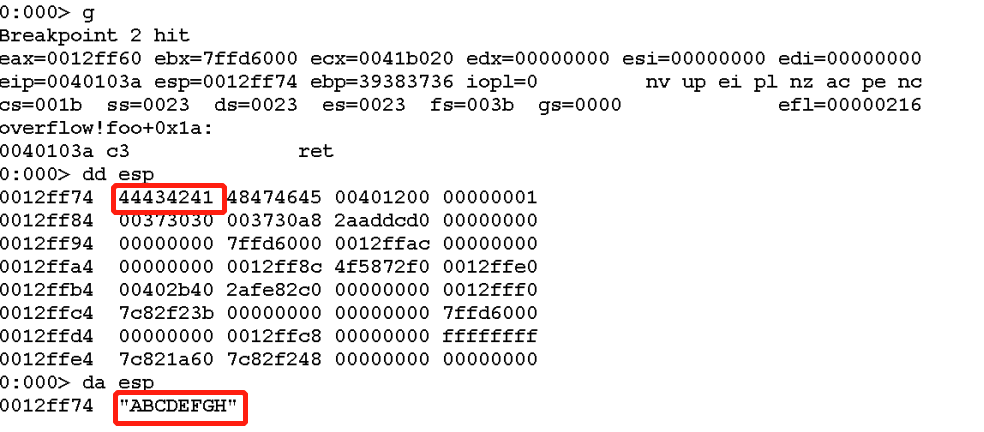 0:000> g
Breakpoint 2 hit
eax=0012ff60 ebx=7ffd6000 ecx=0041b020 edx=00000000 esi=00000000 edi=00000000
eip=0040103a esp=0012ff74 ebp=39383736 iopl=0         nv up ei pl nz ac pe nc
cs=001b  ss=0023  ds=0023  es=0023  fs=003b  gs=0000             efl=00000216
overflow!foo+0x1a:
0040103a c3              ret
0:000> dd esp
0012ff74  44434241 48474645 00401200 00000001
0012ff84  00373030 003730a8 2aaddcd0 00000000
0012ff94  00000000 7ffd6000 0012ffac 00000000
0012ffa4  00000000 0012ff8c 4f5872f0 0012ffe0
0012ffb4  00402b40 2afe82c0 00000000 0012fff0
0012ffc4  7c82f23b 00000000 00000000 7ffd6000
0012ffd4  00000000 0012ffc8 00000000 ffffffff
0012ffe4  7c821a60 7c82f248 00000000 00000000
0:000> da esp
0012ff74  "ABCDEFGH"